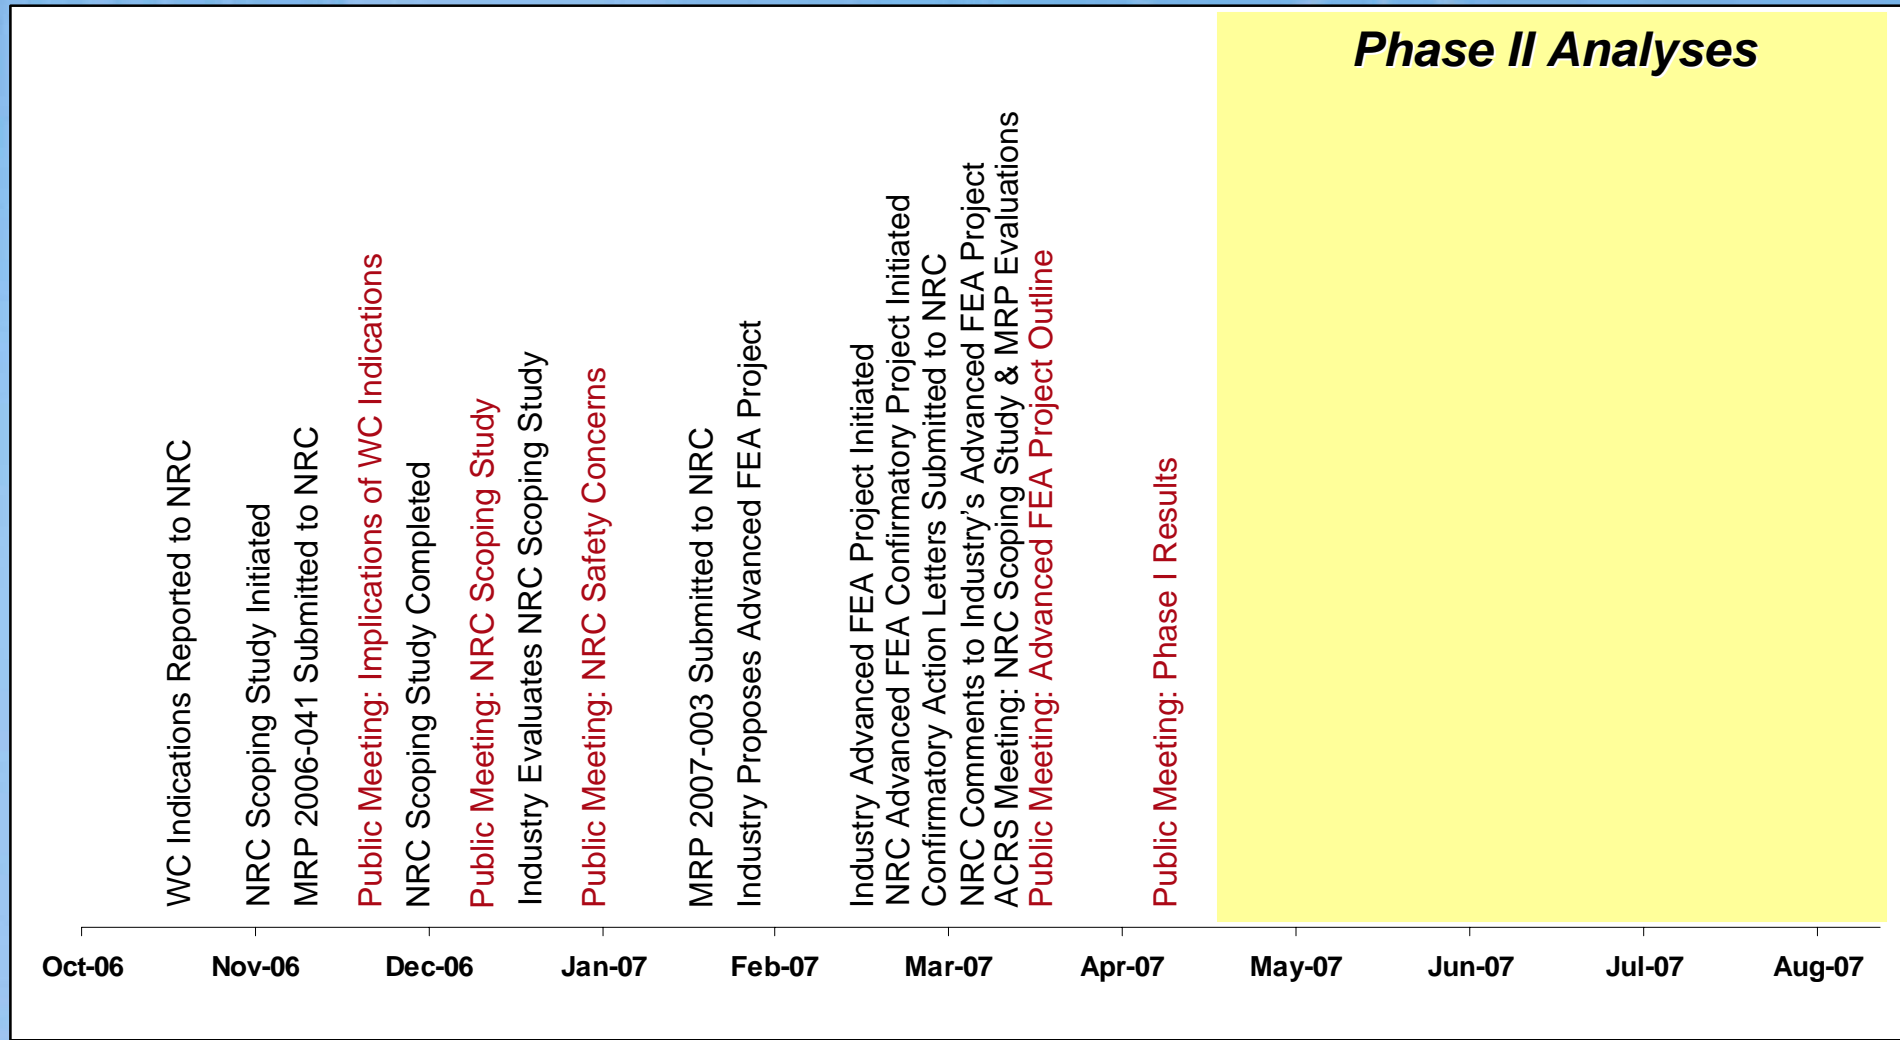 Phase II Analyses
WC Indications Reported to NRC
NRC Scoping Study Initiated
MRP 2006-041 Submitted to NRC
Public Meeting: Implications of WC Indications
NRC Scoping Study Completed
Public Meeting: NRC Scoping Study
Industry Evaluates NRC Scoping Study
Public Meeting: NRC Safety Concerns
MRP 2007-003 Submitted to NRC
Industry Proposes Advanced FEA Project
Industry Advanced FEA Project Initiated
NRC Advanced FEA Confirmatory Project Initiated
Confirmatory Action Letters Submitted to NRC
NRC Comments to Industry’s Advanced FEA Project
ACRS Meeting: NRC Scoping Study & MRP Evaluations
Public Meeting: Advanced FEA Project Outline
Public Meeting: Phase I Results
Oct-06 Nov-06 Dec-06 Jan-07 Feb-07 Mar-07 Apr-07 May-07 Jun-07 Jul-07 Aug-07